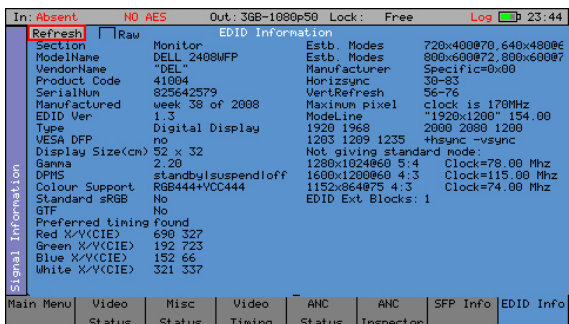 In: Absent NO AES Out: 3GB-1080p50 Lock: Free Log 23:44
Refresh Raw EDID Information
Section Monitor Estb. Modes 720x400@70,640x480@6
ModelName DELL 2408WFP Estb. Modes 800x600@72,800x600@7
VendorName "DEL" Manufacturer Specific=0x00
Product Code 41004 Horizsync 30-83
SerialNum 825642579 VertRefresh 56-76
Manufactured week 38 of 2008 Maximum pixel clock is 170MHz
EDID Ver 1.3 ModeLine "1920x1200" 154.00
Type Digital Display 1920 1968 2000 2080 1200
VESA DFP no 1203 1209 1235 +hsync -vsync
Display Size(cm) 52 x 32 Not giving standard mode:
Gamma 2.20 1280x1024@60 5:4 Clock=78.00 Mhz
DPMS standby|suspend|off 1600x1200@60 4:3 Clock=115.00 Mhz
Colour Support RGB444+YCC444 1152x864@75 4:3 Clock=74.00 Mhz
Standard sRGB No EDID Ext Blocks: 1
GTF No
Preferred timing found
Red X/Y(CIE) 690 327
Green X/Y(CIE) 192 723
Blue X/Y(CIE) 152 66
White X/Y(CIE) 321 337
Signal Information
Main Menu Video Misc Video ANC ANC SFP Info EDID Info
Status Status Timing Status Inspector